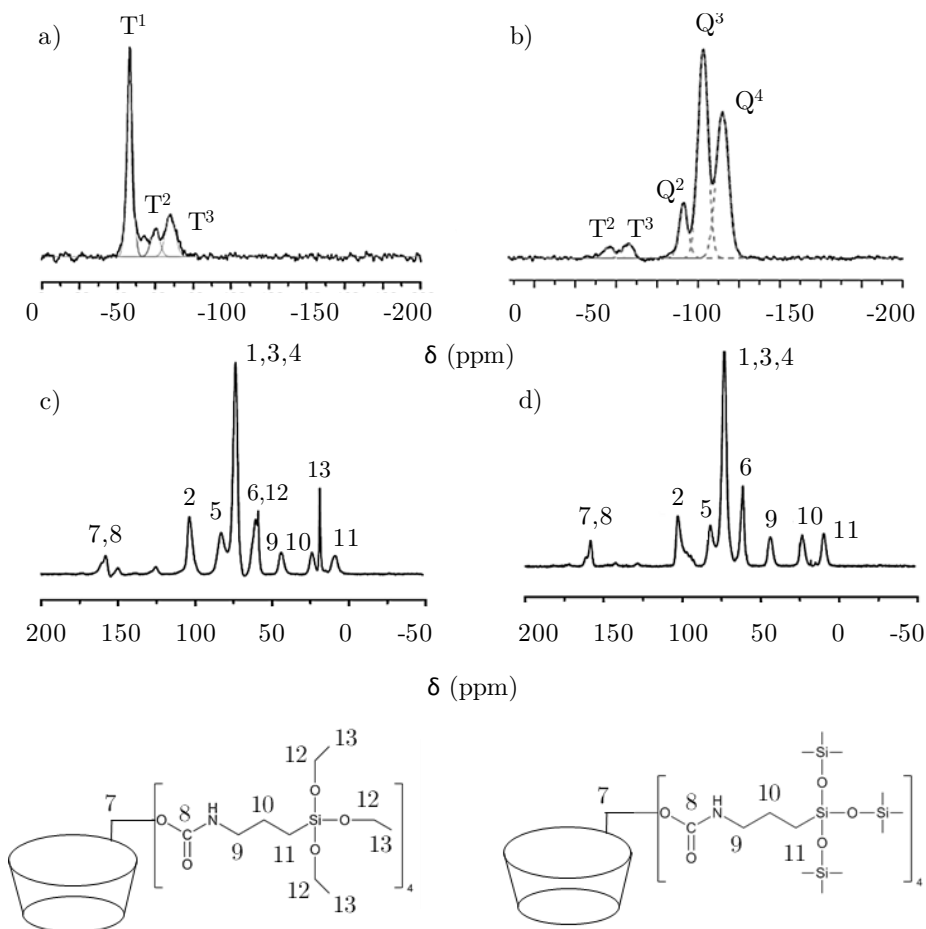 a)
T¹
T²
T³
0 -50 -100 -150 -200
b)
Q³
Q⁴
Q²
T² T³
0 -50 -100 -150 -200
δ (ppm)
c)
1,3,4
13
2
5
6,12
7,8
9
10
11
200 150 100 50 0 -50
d)
1,3,4
6
2
5
7,8
9
10
11
200 150 100 50 0 -50
δ (ppm)
13
12
O
7
8
10
12
O
H
N
Si
O
13
O
9
11
O
12
13
4
Si
O
7
8
10
O
H
N
Si
O
Si
O
9
11
O
Si
4